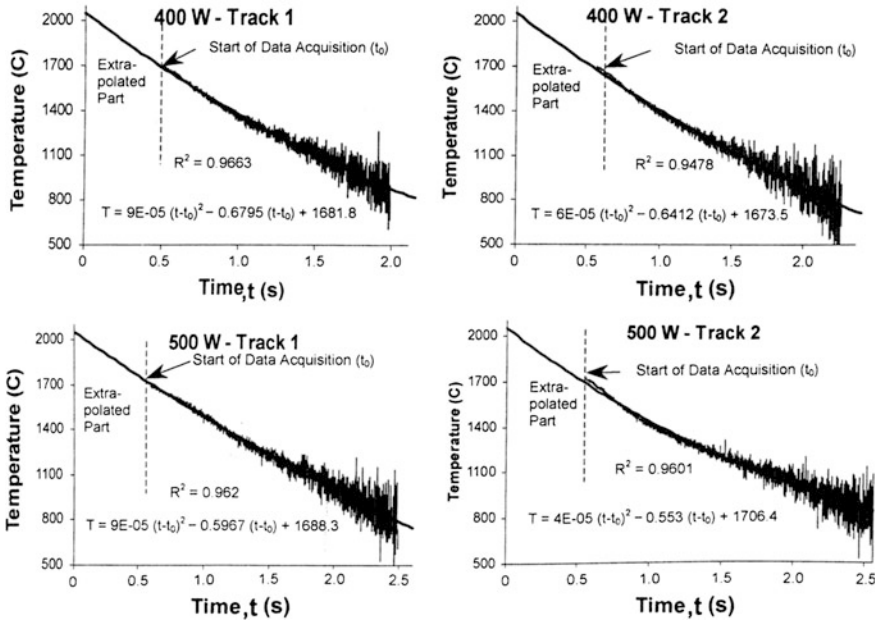 400 W - Track 1
Temperature (C)
2000
1700
1400
1100
800
500
Start of Data Acquisition (t₀)
Extra-
polated
Part
R² = 0.9663
T = 9E-05 (t-t₀)² – 0.6795 (t-t₀) + 1681.8
0 0.5 1.0 1.5 2.0
Time,t (s)
400 W - Track 2
Temperature (C)
2000
1700
1400
1100
800
500
Start of Data Acquisition (t₀)
Extra-
polated
Part
R² = 0.9478
T = 6E-05 (t-t₀)² – 0.6412 (t-t₀) + 1673.5
0 0.5 1.0 1.5 2.0
Time,t (s)
500 W - Track 1
Temperature (C)
2000
1700
1400
1100
800
500
Start of Data Acquisition (t₀)
Extra-
polated
Part
R² = 0.962
T = 9E-05 (t-t₀)² – 0.5967 (t-t₀) + 1688.3
0 0.5 1.0 1.5 2.0 2.5
Time,t (s)
500 W - Track 2
Temperature (C)
2000
1700
1400
1100
800
500
Start of Data Acquisition (t₀)
Extra-
polated
Part
R² = 0.9601
T = 4E-05 (t-t₀)² – 0.553 (t-t₀) + 1706.4
0 0.5 1.0 1.5 2.0 2.5
Time,t (s)